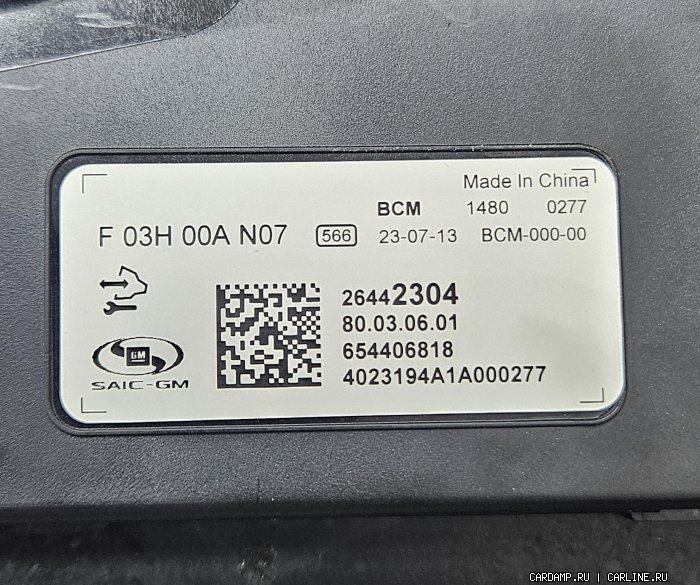 Made In China
BCM 1480 0277
F 03H 00A N07 566 23-07-13 BCM-000-00
26442304
80.03.06.01
GM
654406818
SAIC-GM
4023194A1A000277
CARDAMP.RU | CARLINE.RU